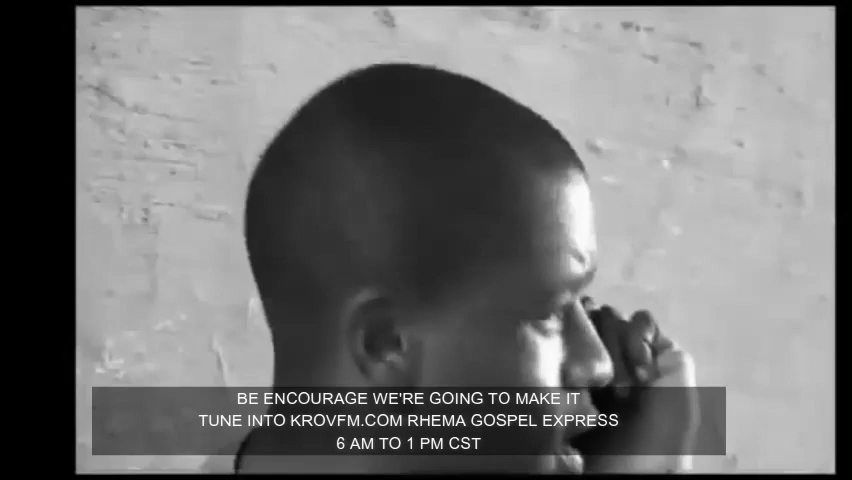 BE ENCOURAGE WE'RE GOING TO MAKE IT
TUNE INTO KROVFM.COM RHEMA GOSPEL EXPRESS
6 AM TO 1 PM CST